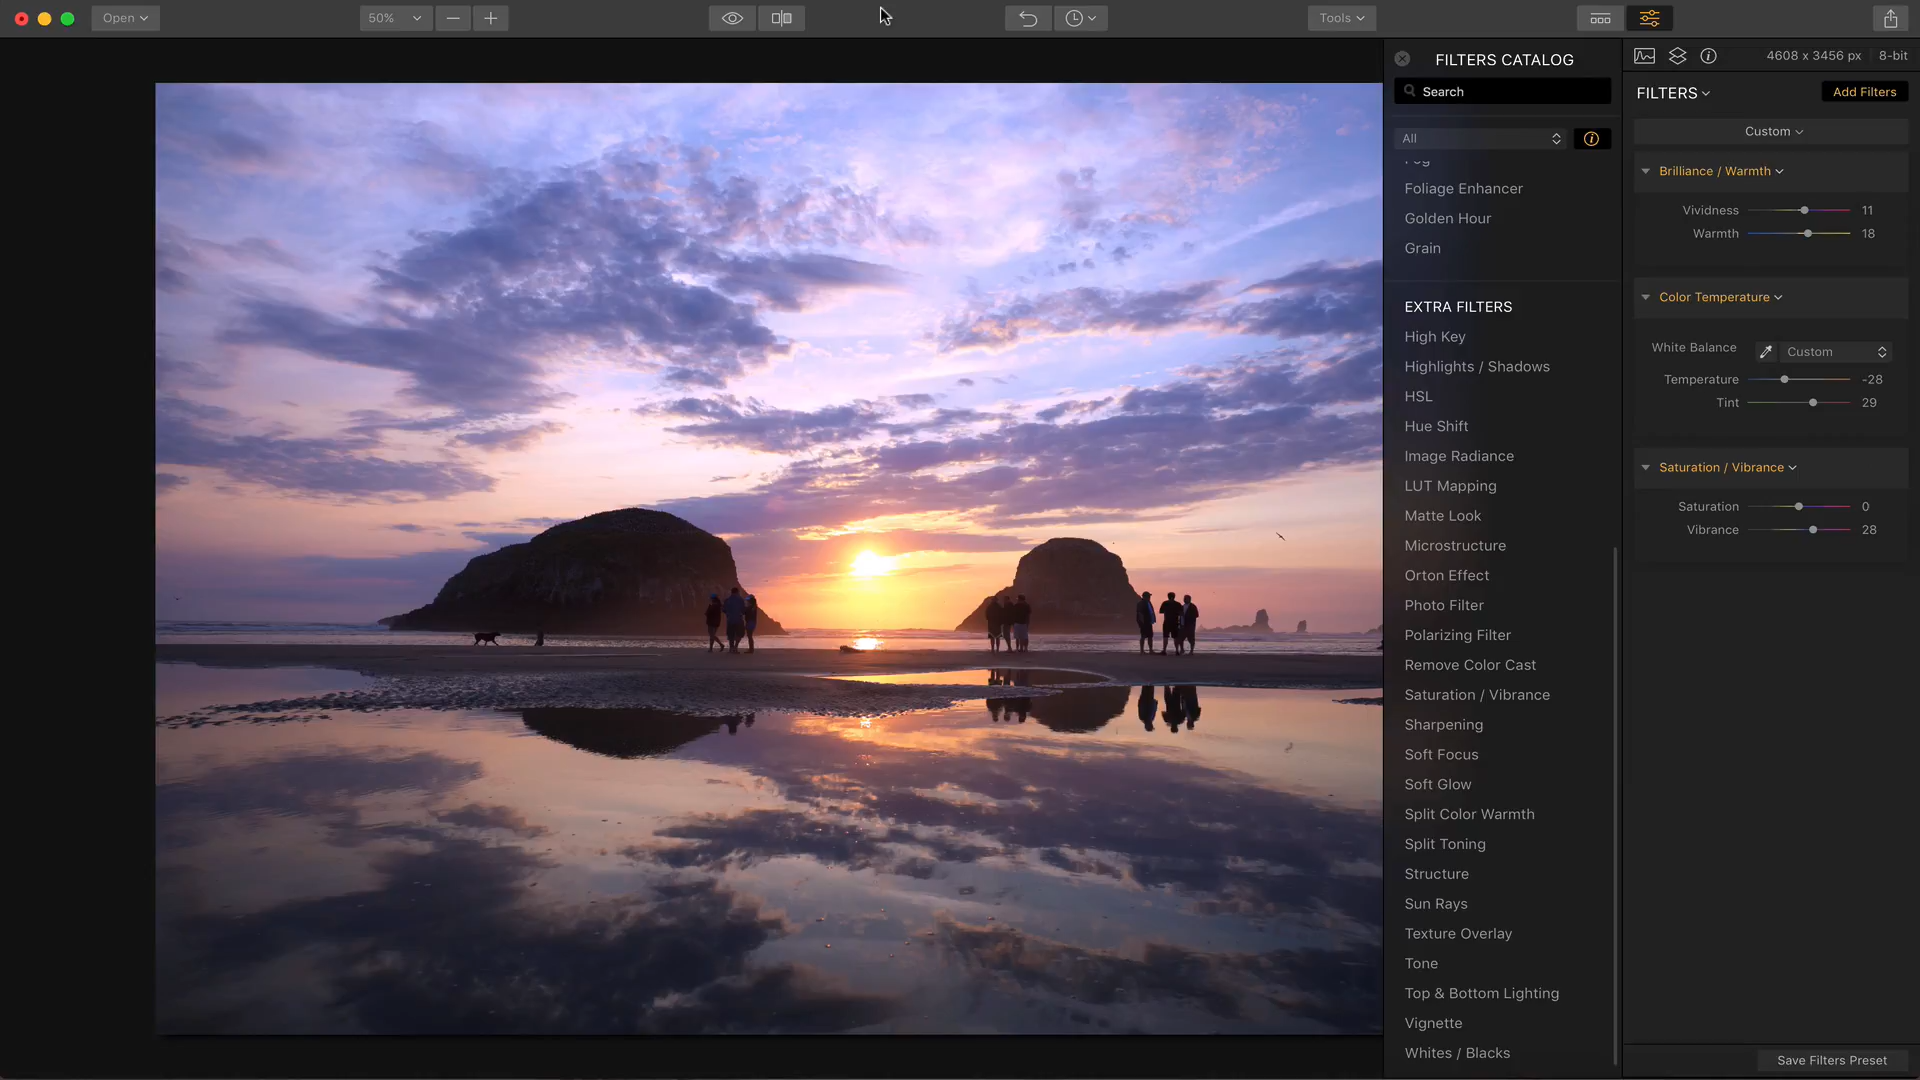 Open
50%
Tools
FILTERS CATALOG
Search
All
Fog
Foliage Enhancer
Golden Hour
Grain
EXTRA FILTERS
High Key
Highlights / Shadows
HSL
Hue Shift
Image Radiance
LUT Mapping
Matte Look
Microstructure
Orton Effect
Photo Filter
Polarizing Filter
Remove Color Cast
Saturation / Vibrance
Sharpening
Soft Focus
Soft Glow
Split Color Warmth
Split Toning
Structure
Sun Rays
Texture Overlay
Tone
Top & Bottom Lighting
Vignette
Whites / Blacks
4608 x 3456 px 8-bit
FILTERS Add Filters
Custom
Brilliance / Warmth
Vividness 11
Warmth 18
Color Temperature
White Balance Custom
Temperature -28
Tint 29
Saturation / Vibrance
Saturation 0
Vibrance 28
Save Filters Preset